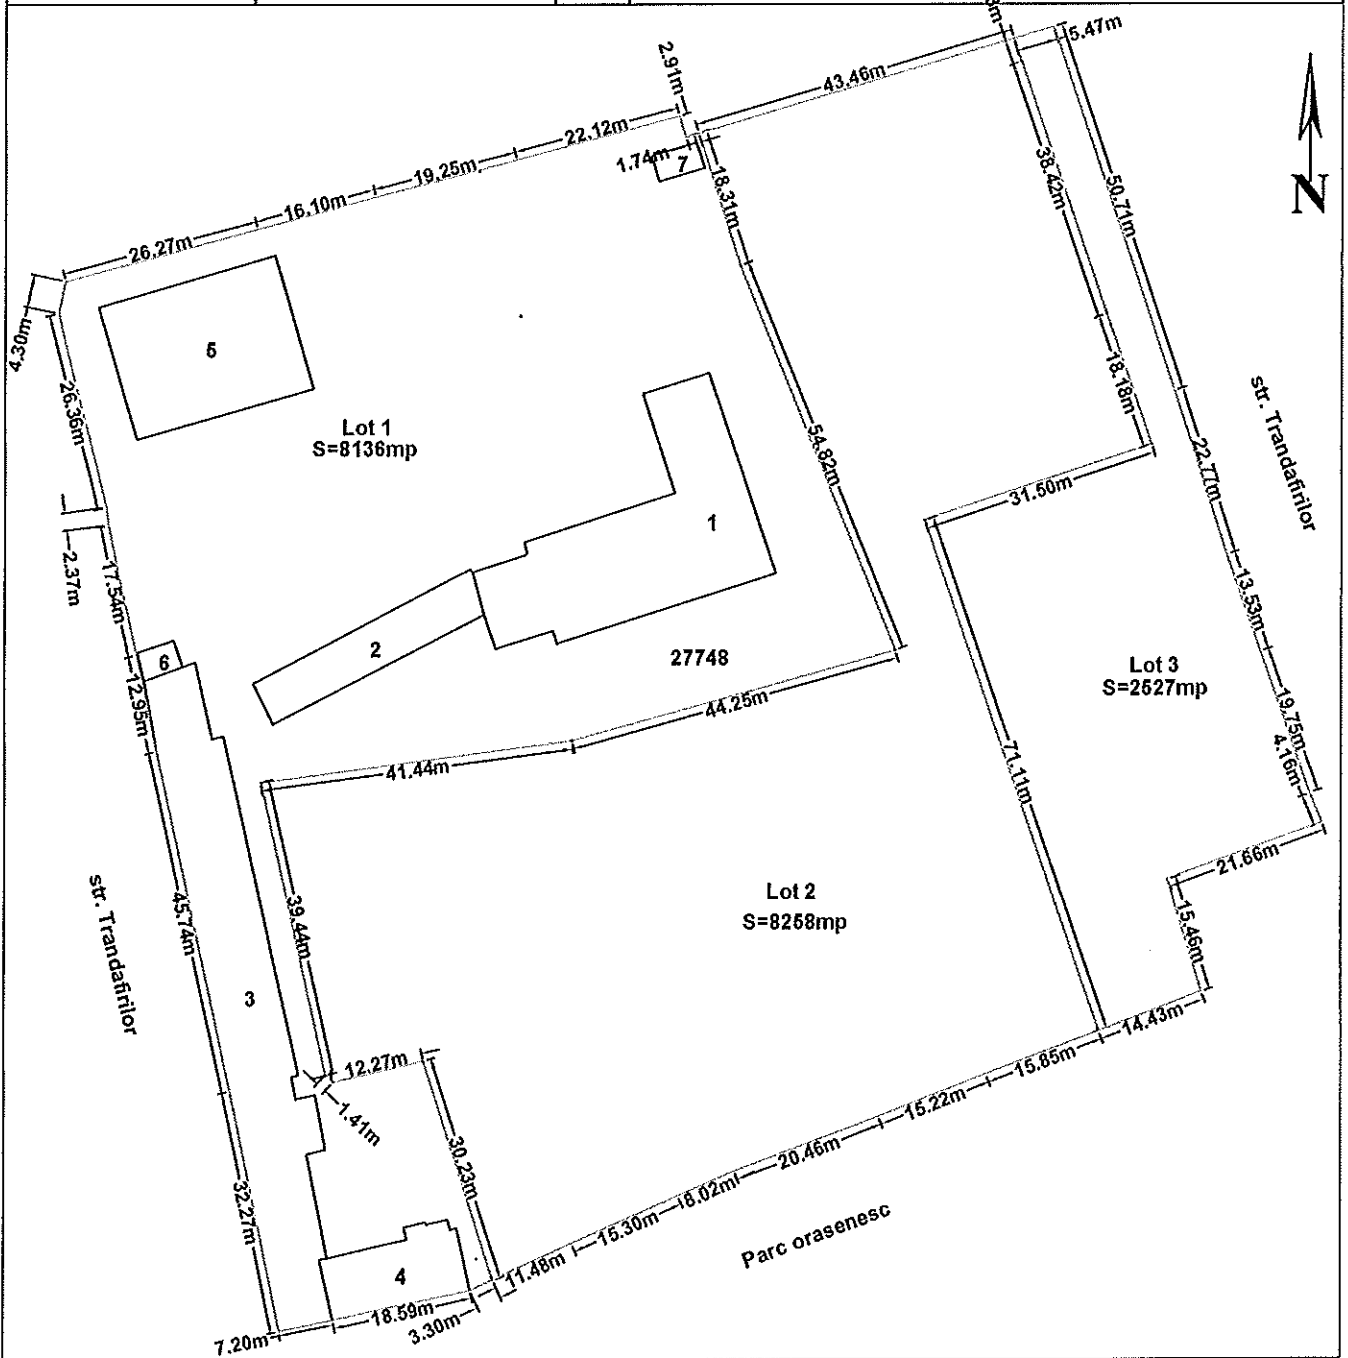 5.47m
43.46m
2.91m
22.12m
1.74m
7
19.25m
16.10m
26.27m
18.31m
38.42m
50.71m
N
4.30m
5
26.36m
18.18m
str. Trandafirilor
Lot 1
S=8136mp
54.82m
22.77m
31.50m
1
2.37m
17.54m
13.53m
6
2
27748
Lot 3
S=2527mp
12.95m
44.25m
19.75m
4.16m
41.44m
71.11m
21.66m
Lot 2
S=8258mp
15.46m
str. Trandafirilor
45.74m
39.44m
3
14.43m
12.27m
15.85m
1.41m
15.22m
20.46m
30.23m
8.02m
32.27m
15.30m
Parc orasenesc
11.48m
4
18.59m
3.30m
7.20m